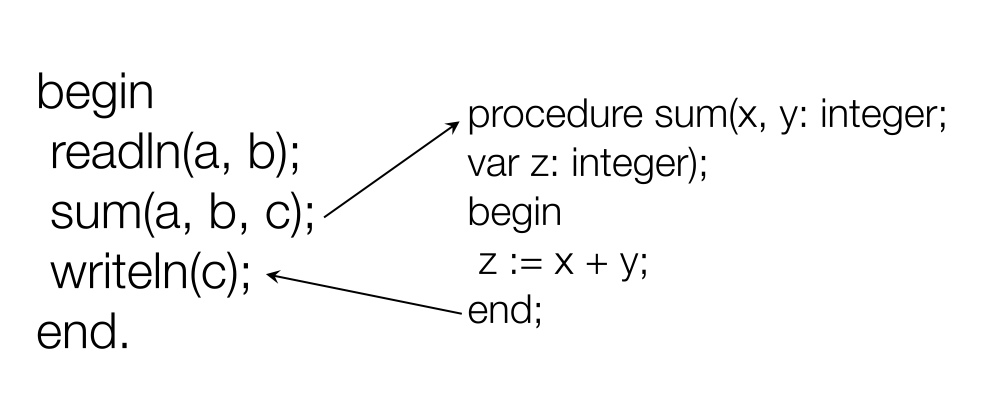 begin
readln(a, b);
sum(a, b, c);
writeln(c);
end.
procedure sum(x, y: integer;
var z: integer);
begin
z := x + y;
end;